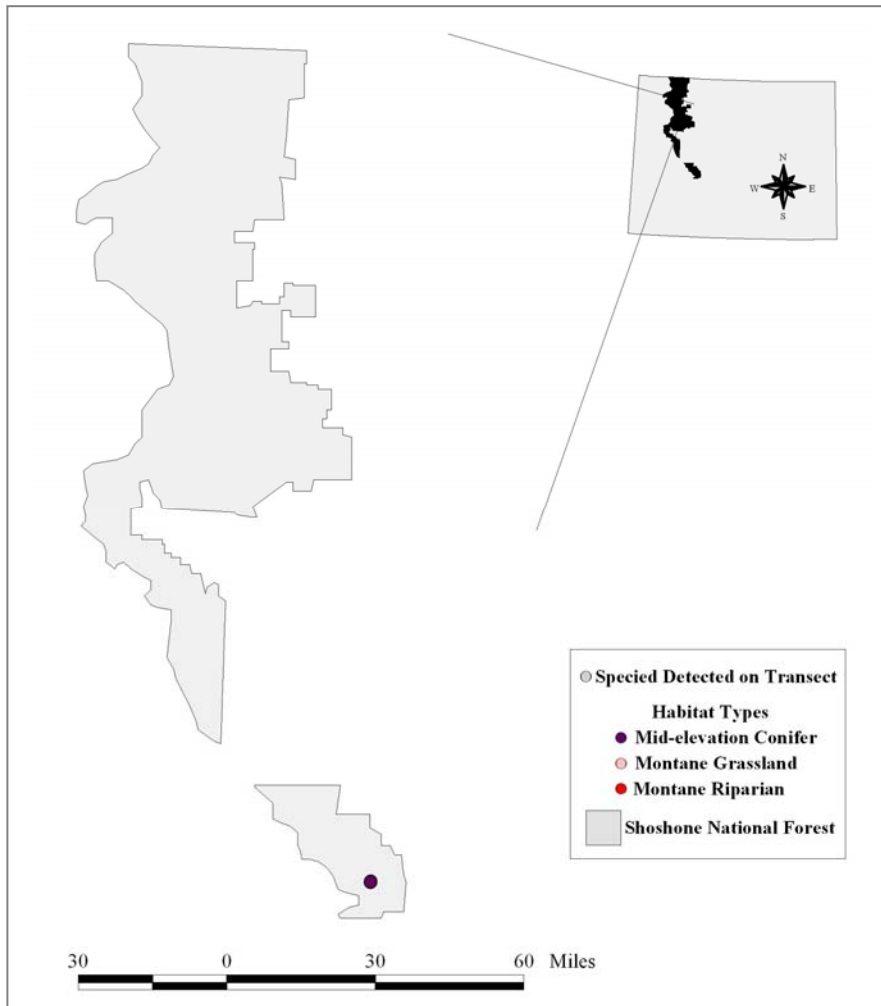 N
W E
S
Specied Detected on Transect
Habitat Types
Mid-elevation Conifer
Montane Grassland
Montane Riparian
Shoshone National Forest
30 0 30 60 Miles